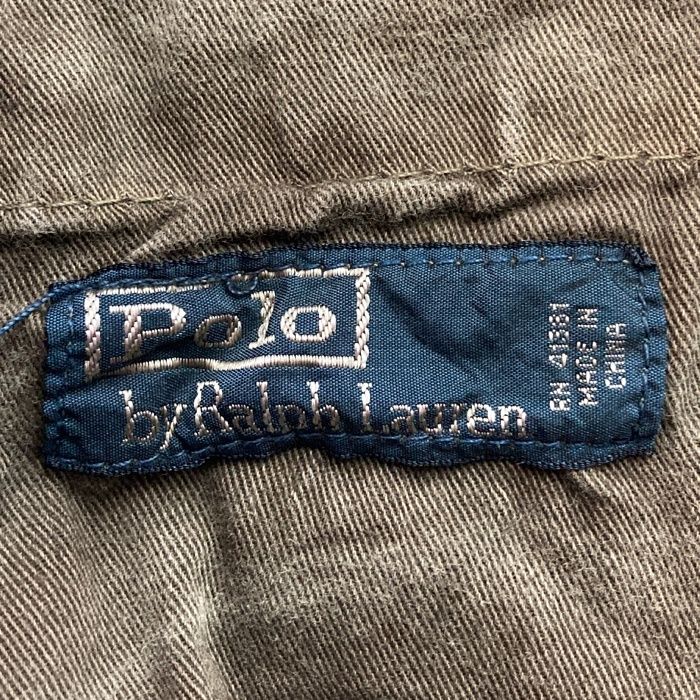 Polo
by Ralph Lauren
RN 41381
MADE IN
CHINA